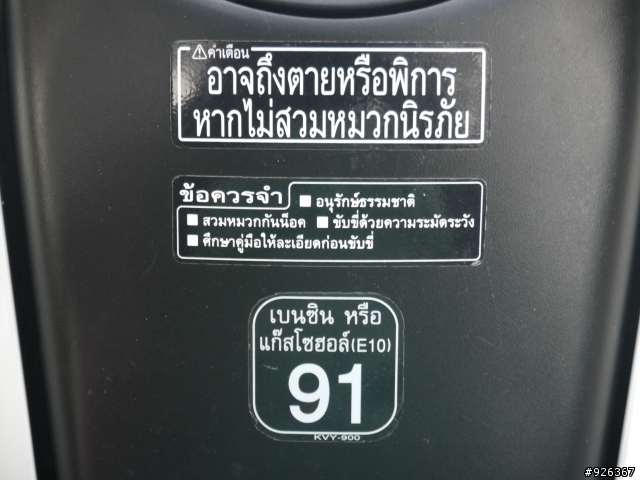 ⚠คำเตือน
อาจถึงตายหรือพิการ
หากไม่สวมหมวกนิรภัย
ข้อควรจำ ■ อนุรักษ์ธรรมชาติ
■ สวมหมวกกันน็อค ■ ขับขี่ด้วยความระมัดระวัง
■ ศึกษาคู่มือให้ละเอียดก่อนขับขี่
เบนซิน หรือ
แก๊สโซฮอล์(E10)
91
KVY-900
#926367